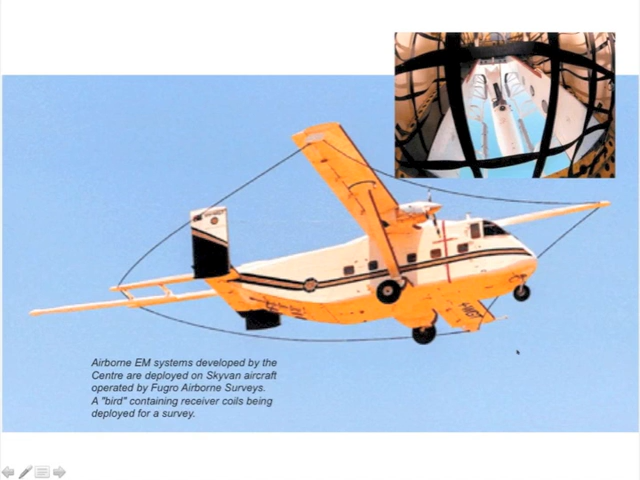 Airborne EM systems developed by the
Centre are deployed on Skyvan aircraft
operated by Fugro Airborne Surveys.
A "bird" containing receiver coils being
deployed for a survey.